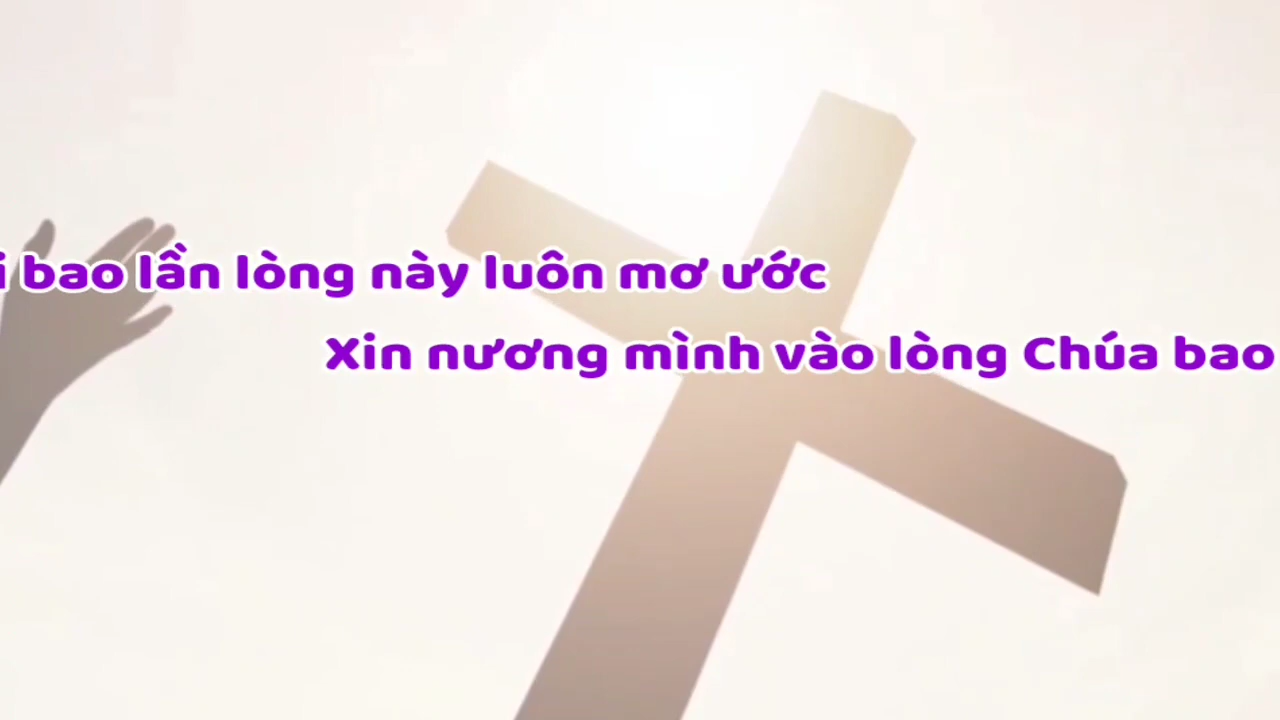 i bao lần lòng này luôn mơ ước
Xin nương mình vào lòng Chúa bao